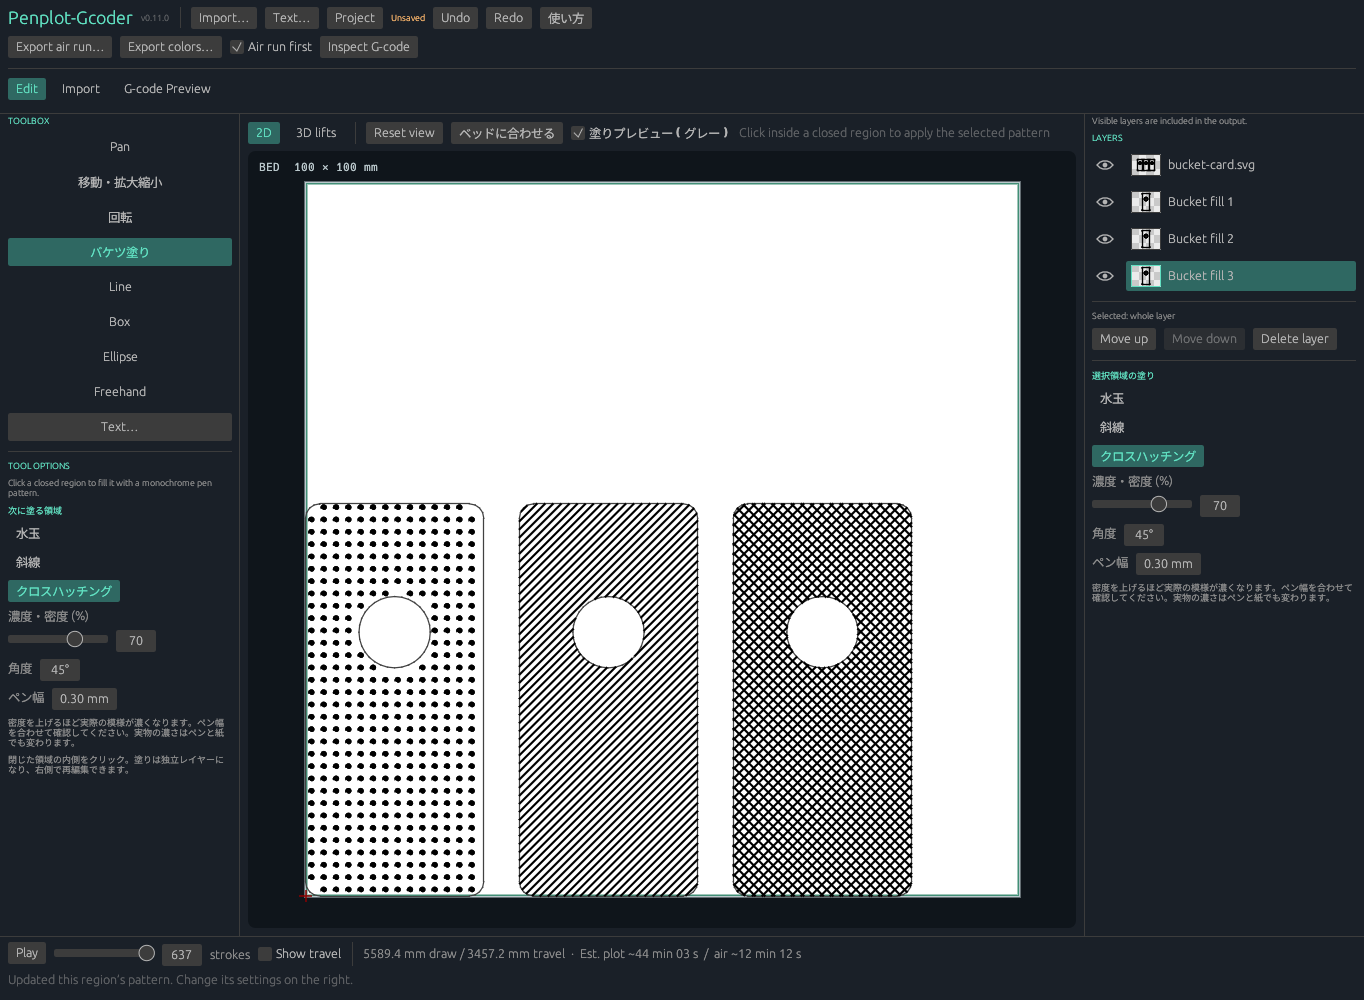 Penplot-Gcoder v0.11.0 Import... Text... Project Unsaved Undo Redo 使い方
Export air run... Export colors... Air run first Inspect G-code
Edit Import G-code Preview
TOOLBOX
Pan
移動・拡大縮小
回転
バケツ塗り
Line
Box
Ellipse
Freehand
Text...
TOOL OPTIONS
Click a closed region to fill it with a monochrome pen
pattern.
次に塗る領域
水玉
斜線
クロスハッチング
濃度・密度 (%)
70
角度 45°
ペン幅 0.30 mm
密度を上げるほど実際の模様が濃くなります。ペン幅
を合わせて確認してください。実物の濃さはペンと紙
でも変わります。
閉じた領域の内側をクリック。塗りは独立レイヤーに
なり、右側で再編集できます。
2D 3D lifts Reset view ベッドに合わせる 塗りプレビュー(グレー) Click inside a closed region to apply the selected pattern
BED 100 × 100 mm
Visible layers are included in the output.
LAYERS
bucket-card.svg
Bucket fill 1
Bucket fill 2
Bucket fill 3
Selected: whole layer
Move up Move down Delete layer
選択領域の塗り
水玉
斜線
クロスハッチング
濃度・密度 (%)
70
角度 45°
ペン幅 0.30 mm
密度を上げるほど実際の模様が濃くなります。ペン幅を合わせて
確認してください。実物の濃さはペンと紙でも変わります。
Play 637 strokes Show travel 5589.4 mm draw / 3457.2 mm travel · Est. plot ~44 min 03 s / air ~12 min 12 s
Updated this region's pattern. Change its settings on the right.